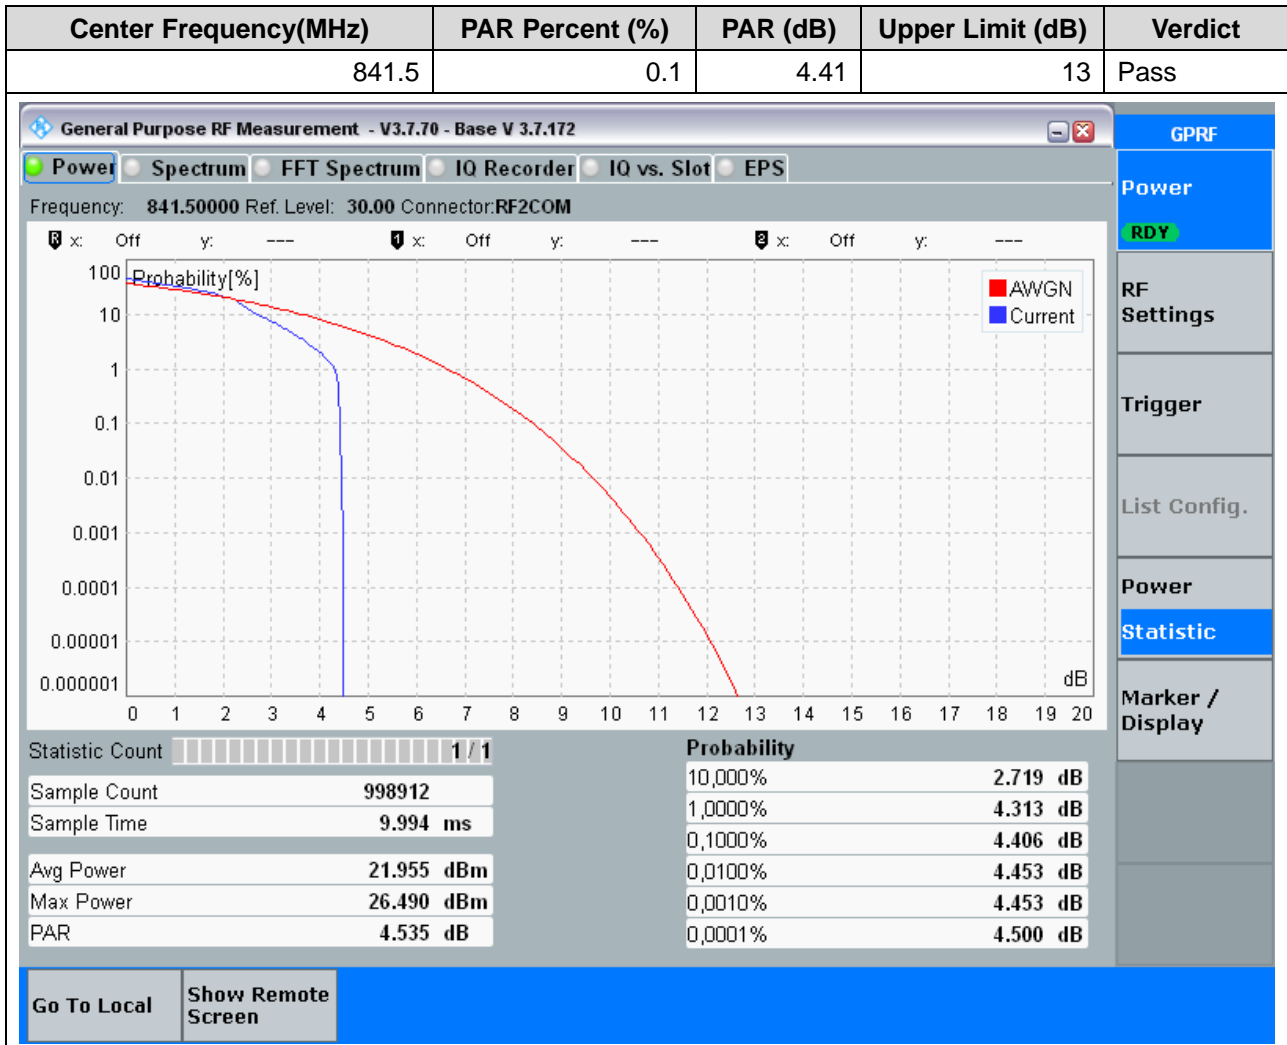 Center Frequency(MHz) PAR Percent (%) PAR (dB) Upper Limit (dB) Verdict
841.5 0.1 4.41 13 Pass
General Purpose RF Measurement - V3.7.70 - Base V 3.7.172
GPRF
Power Spectrum FFT Spectrum IQ Recorder IQ vs. Slot EPS
Power
RDY
Frequency: 841.50000 Ref. Level: 30.00 Connector:RF2COM
R x: Off y: --- 1 x: Off y: --- 2 x: Off y: ---
Probability[%]
AWGN
Current
100
10
1
0.1
0.01
0.001
0.0001
0.00001
0.000001
dB
0 1 2 3 4 5 6 7 8 9 10 11 12 13 14 15 16 17 18 19 20
RF
Settings
Trigger
List Config.
Power
Statistic
Marker /
Display
Statistic Count 1 / 1
Sample Count 998912
Sample Time 9.994 ms
Avg Power 21.955 dBm
Max Power 26.490 dBm
PAR 4.535 dB
Probability
10,000% 2.719 dB
1,0000% 4.313 dB
0,1000% 4.406 dB
0,0100% 4.453 dB
0,0010% 4.453 dB
0,0001% 4.500 dB
Go To Local
Show Remote
Screen